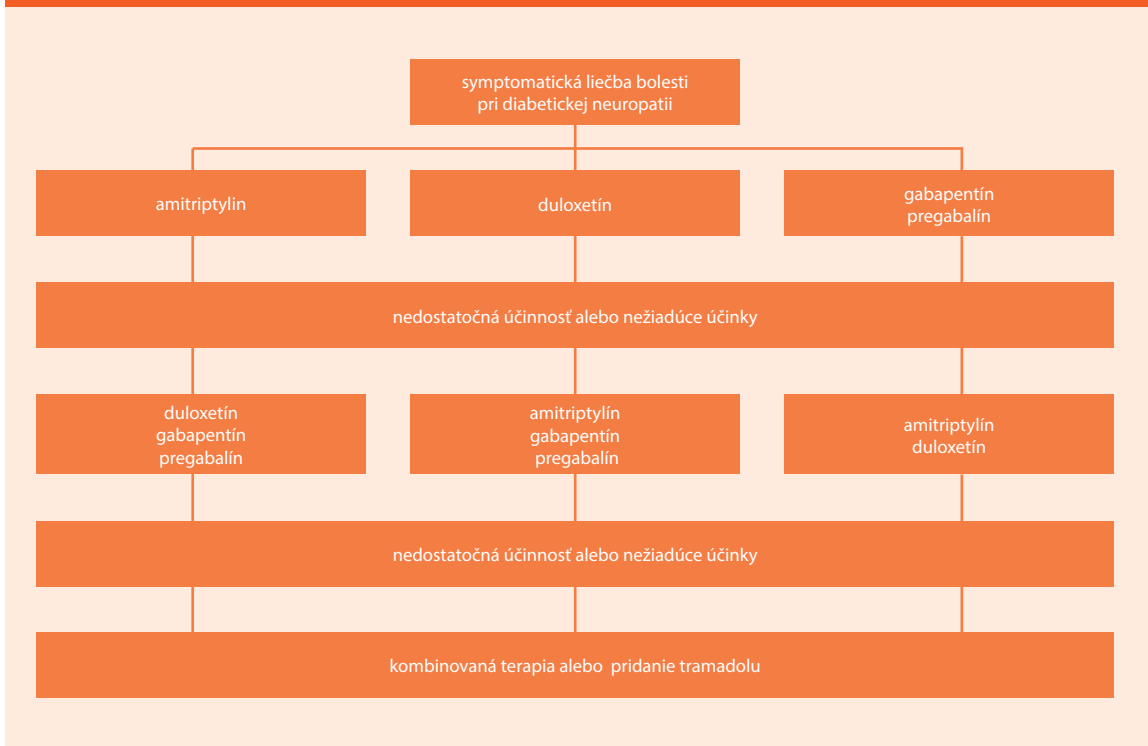 symptomatická liečba bolesti
pri diabetickej neuropatii
amitriptylin
duloxetín
gabapentín
pregabalín
nedostatočná účinnosť alebo nežiadúce účinky
duloxetín
gabapentín
pregabalín
amitriptylín
gabapentín
pregabalín
amitriptylín
duloxetín
nedostatočná účinnosť alebo nežiadúce účinky
kombinovaná terapia alebo pridanie tramadolu